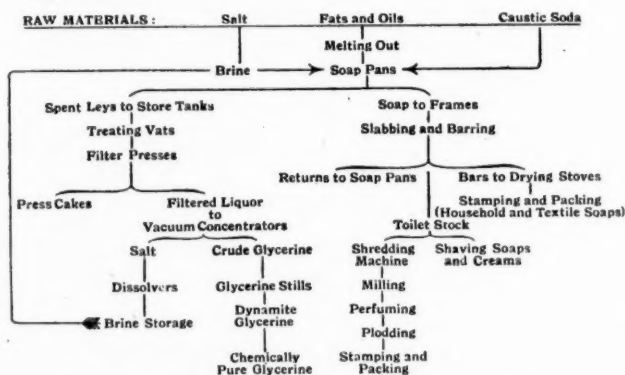 RAW MATERIALS: Salt Fats and Oils Caustic Soda
Melting Out
Brine Soap Pans
Spent Leys to Store Tanks Soap to Frames
Treating Vats Slabbing and Barring
Filter Presses
Returns to Soap Pans Bars to Drying Stoves
Press Cakes Filtered Liquor Stamping and Packing
to (Household and Textile Soaps)
Vacuum Concentrators Toilet Stock
Salt Crude Glycerine Shredding Shaving Soaps
Machine and Creams
Dissolvers Glycerine Stills Milling
Brine Storage Dynamite Perfuming
Glycerine
Plodding
Chemically Stamping and
Pure Glycerine Packing